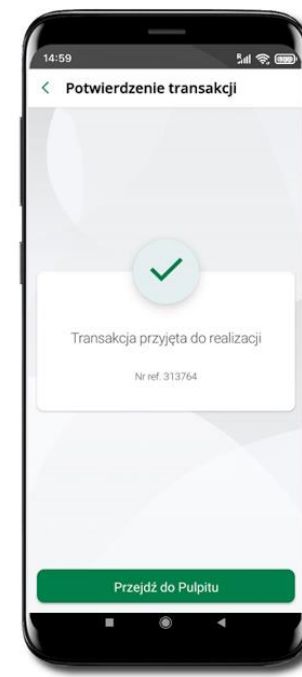 14:59
Potwierdzenie transakcji
Transakcja przyjęta do realizacji
Nr ref. 313764
Przejdź do Pulpitu